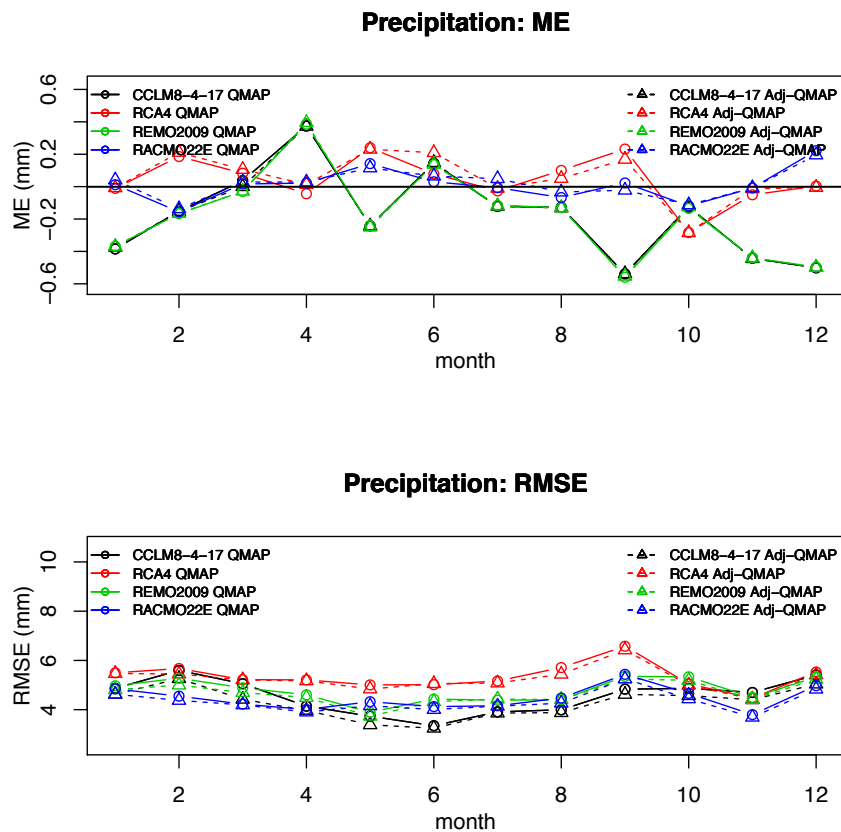 Precipitation: ME
ME (mm)
0.6
0.2
−0.2
−0.6
CCLM8−4−17 QMAP
RCA4 QMAP
REMO2009 QMAP
RACMO22E QMAP
CCLM8−4−17 Adj−QMAP
RCA4 Adj−QMAP
REMO2009 Adj−QMAP
RACMO22E Adj−QMAP
2 4 6 8 10 12
month
Precipitation: RMSE
RMSE (mm)
10
8
6
4
CCLM8−4−17 QMAP
RCA4 QMAP
REMO2009 QMAP
RACMO22E QMAP
CCLM8−4−17 Adj−QMAP
RCA4 Adj−QMAP
REMO2009 Adj−QMAP
RACMO22E Adj−QMAP
2 4 6 8 10 12
month